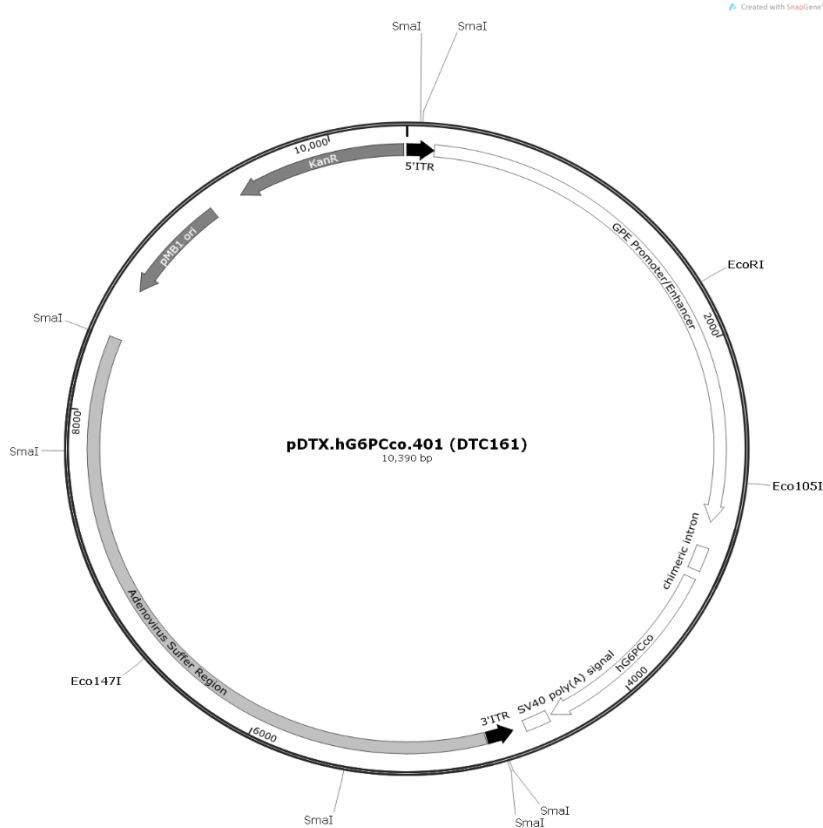 Created with SnapGene®
SmaI
SmaI
10,000
KanR
5'ITR
pMB1 ori
GPE Promoter/Enhancer
EcoRI
2000
SmaI
8000
SmaI
pDTX.hG6PCco.401 (DTC161)
10,390 bp
Eco105I
chimeric intron
hG6PCco
4000
SV40 poly(A) signal
3'ITR
Adenovirus Suffer Region
Eco147I
6000
SmaI
SmaI
SmaI